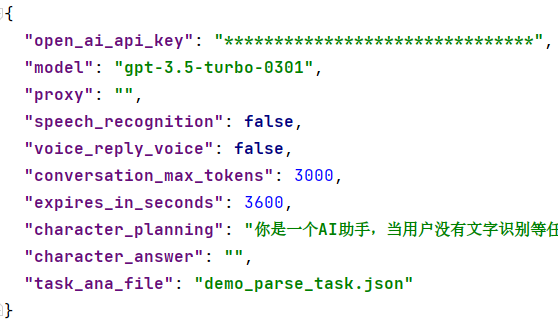 {
"open_ai_api_key": "*******************************",
"model": "gpt-3.5-turbo-0301",
"proxy": "",
"speech_recognition": false,
"voice_reply_voice": false,
"conversation_max_tokens": 3000,
"expires_in_seconds": 3600,
"character_planning": "你是一个AI助手，当用户没有文字识别等任
"character_answer": "",
"task_ana_file": "demo_parse_task.json"
}